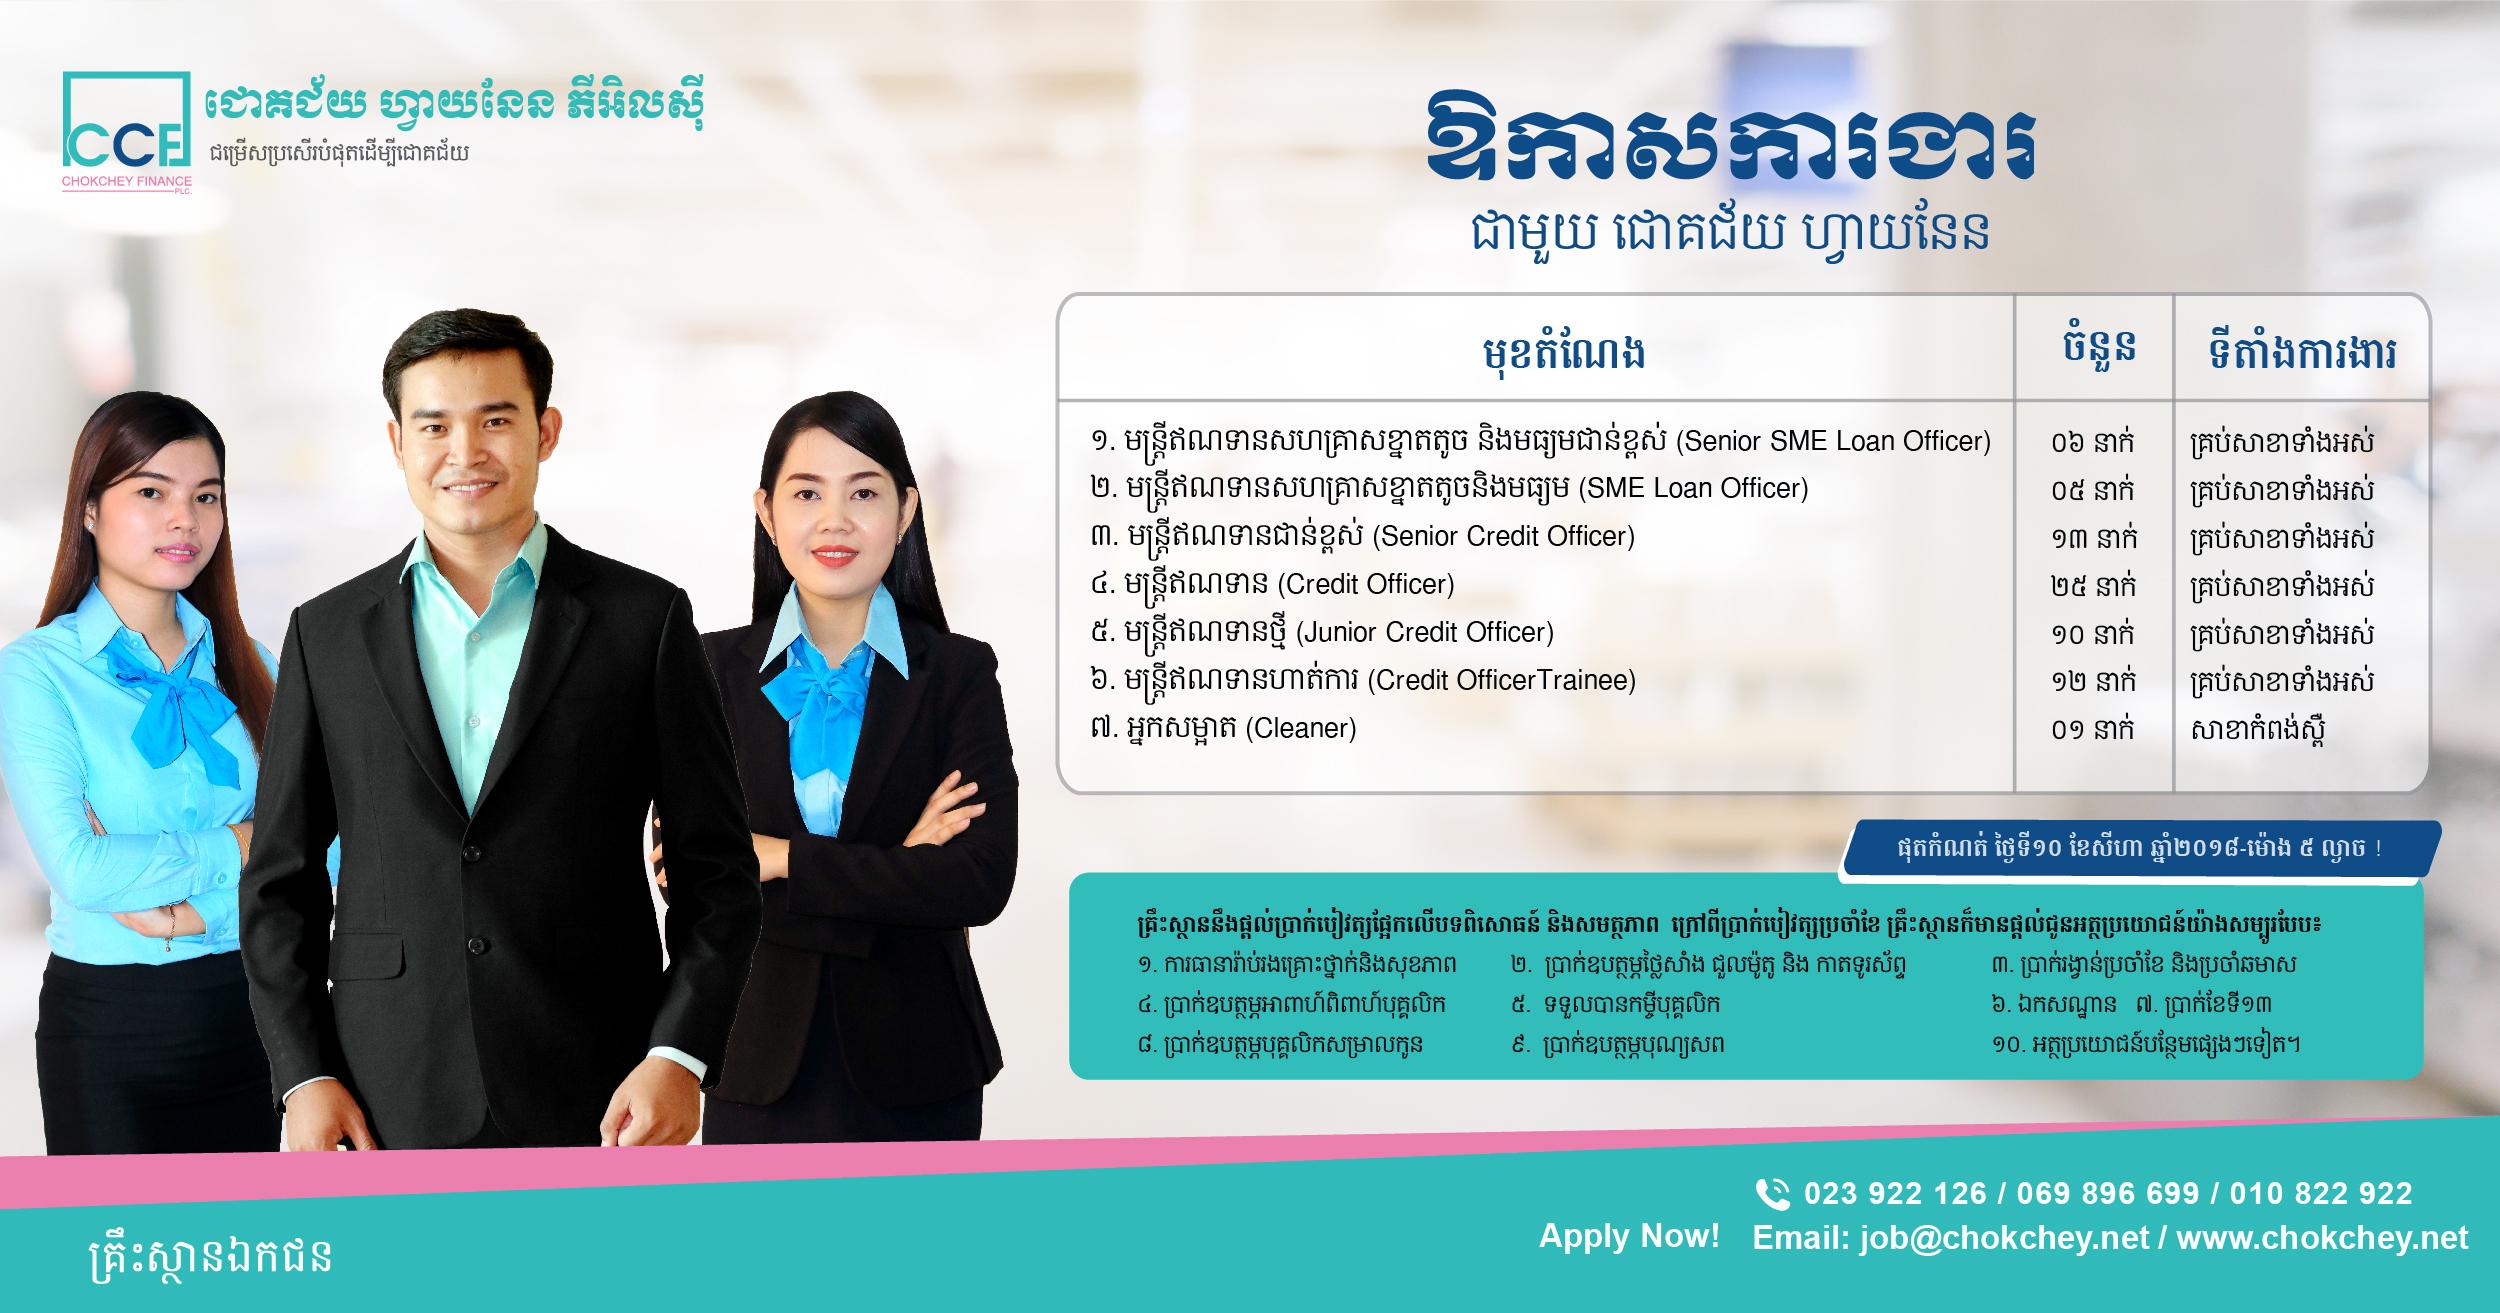 ជោគជ័យ ហ្វាយនែន ភីអិលស៊ី
ជម្រើសប្រសើរបំផុតដើម្បីជោគជ័យ
CCF
CHOKCHEY FINANCE
PLC.
ឱកាសការងារ
ជាមួយ ជោគជ័យ ហ្វាយនែន
មុខតំណែង ចំនួន ទីតាំងការងារ
១. មន្ត្រីឥណទានសហគ្រាសខ្នាតតូច និងមធ្យមជាន់ខ្ពស់ (Senior SME Loan Officer) ០៦ នាក់ គ្រប់សាខាទាំងអស់
២. មន្ត្រីឥណទានសហគ្រាសខ្នាតតូចនិងមធ្យម (SME Loan Officer) ០៥ នាក់ គ្រប់សាខាទាំងអស់
៣. មន្ត្រីឥណទានជាន់ខ្ពស់ (Senior Credit Officer) ១៣ នាក់ គ្រប់សាខាទាំងអស់
៤. មន្ត្រីឥណទាន (Credit Officer) ២៥ នាក់ គ្រប់សាខាទាំងអស់
៥. មន្ត្រីឥណទានថ្មី (Junior Credit Officer) ១០ នាក់ គ្រប់សាខាទាំងអស់
៦. មន្ត្រីឥណទានហាត់ការ (Credit OfficerTrainee) ១២ នាក់ គ្រប់សាខាទាំងអស់
៧. អ្នកសម្អាត (Cleaner) ០១ នាក់ សាខាកំពង់ស្ពឺ
ផុតកំណត់ ថ្ងៃទី១០ ខែសីហា ឆ្នាំ២០១៨-ម៉ោង ៥ ល្ងាច !
គ្រឹះស្ថាននឹងផ្តល់ប្រាក់បៀវត្សផ្អែកលើបទពិសោធន៍ និងសមត្ថភាព ក្រៅពីប្រាក់បៀវត្សប្រចាំខែ គ្រឹះស្ថានក៏មានផ្តល់ជូនអត្ថប្រយោជន៍យ៉ាងសម្បូរបែប៖
១. ការធានារ៉ាប់រងគ្រោះថ្នាក់និងសុខភាព ២. ប្រាក់ឧបត្ថម្ភថ្លៃសាំង ជួលម៉ូតូ និង កាតទូរស័ព្ទ ៣. ប្រាក់រង្វាន់ប្រចាំខែ និងប្រចាំឆមាស
៤. ប្រាក់ឧបត្ថម្ភអាពាហ៍ពិពាហ៍បុគ្គលិក ៥. ទទួលបានកម្ចីបុគ្គលិក ៦. ឯកសណ្ឋាន ៧. ប្រាក់ខែទី១៣
៨. ប្រាក់ឧបត្ថម្ភបុគ្គលិកសម្រាលកូន ៩. ប្រាក់ឧបត្ថម្ភបុណ្យសព ១០. អត្ថប្រយោជន៍បន្ថែមផ្សេងៗទៀត។
023 922 126 / 069 896 699 / 010 822 922
Apply Now! Email: job@chokchey.net / www.chokchey.net
គ្រឹះស្ថានឯកជន